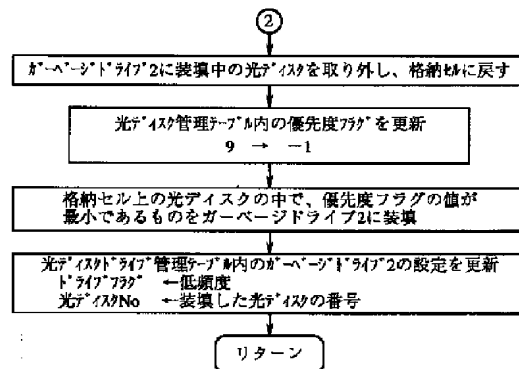 2
ガーベージドライブ2に装填中の光ディスクを取り外し、格納セルに戻す
光ディスク管理テーブル内の優先度フラグを更新
9 → −1
格納セル上の光ディスクの中で、優先度フラグの値が
最小であるものをガーベージドライブ2に装填
光ディスクドライブ管理テーブル内のガーベージドライブ2の設定を更新
ドライブフラグ ←低頻度
光ディスクNo ←装填した光ディスクの番号
リターン